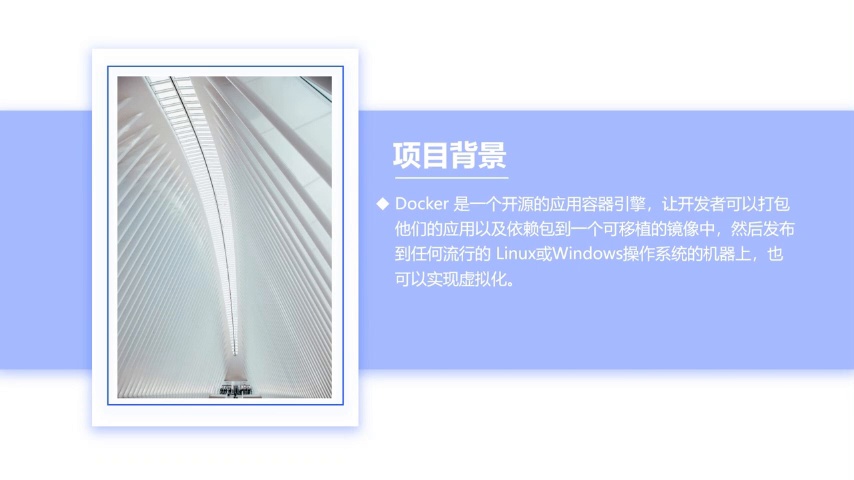 项目背景
◆ Docker 是一个开源的应用容器引擎，让开发者可以打包
他们的应用以及依赖包到一个可移植的镜像中，然后发布
到任何流行的 Linux或Windows操作系统的机器上，也
可以实现虚拟化。